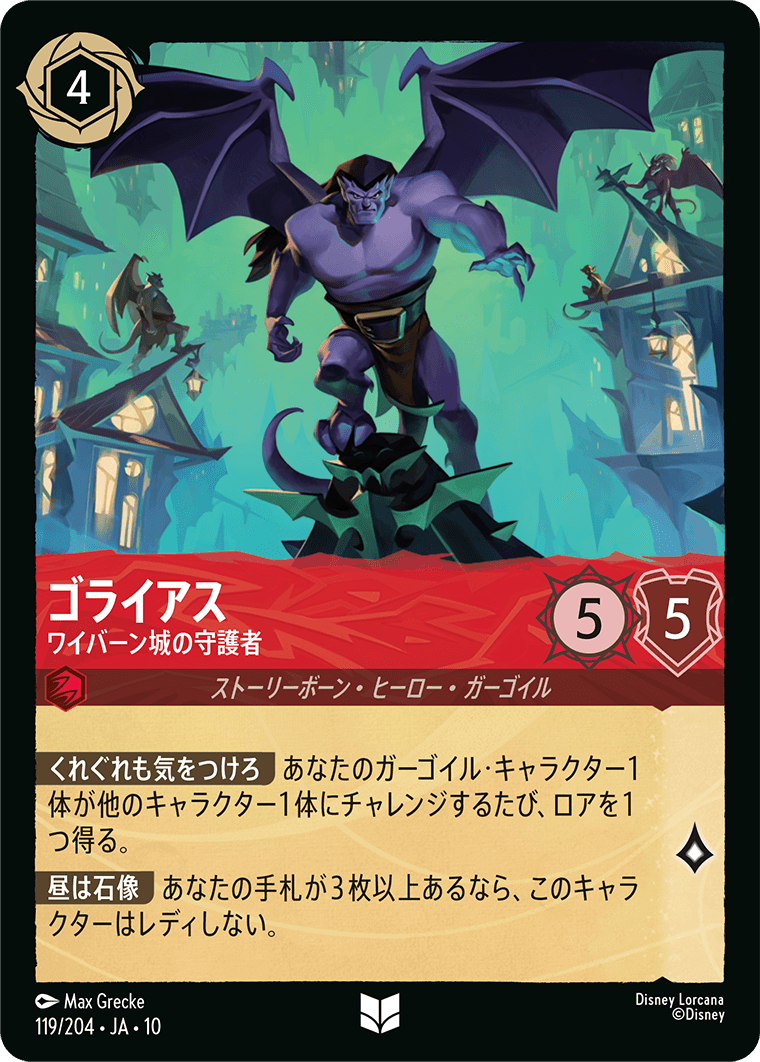 4
ゴライアス
ワイバーン城の守護者
5
5
ストーリーボーン・ヒーロー・ガーゴイル
くれぐれも気をつけろ あなたのガーゴイル・キャラクター1
体が他のキャラクター1体にチャレンジするたび、ロアを1
つ得る。
昼は石像 あなたの手札が3枚以上あるなら、このキャラ
クターはレディしない。
Max Grecke
119/204・JA・10
Disney Lorcana
©Disney